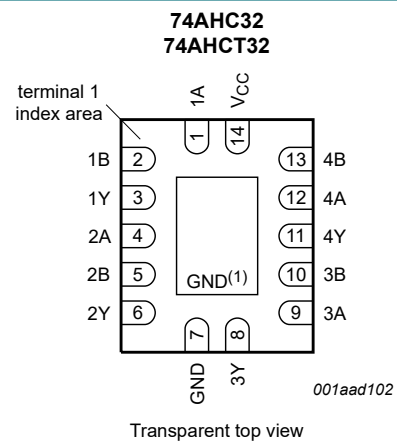 74AHC32
74AHCT32
terminal 1
index area
1A
VCC
1
14
1B 2
13 4B
1Y 3
12 4A
2A 4
11 4Y
2B 5
10 3B
2Y 6
9 3A
GND(1)
7
8
GND
3Y
001aad102
Transparent top view